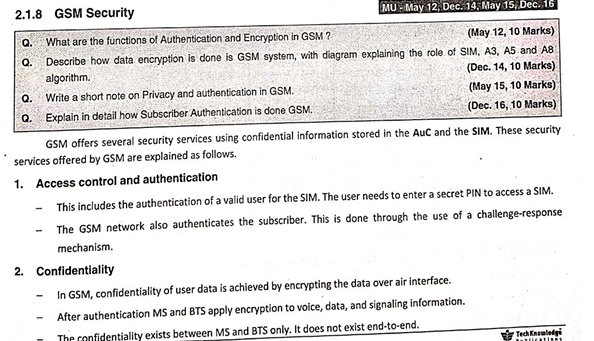 MU - May 12, Dec. 14, May 15, Dec. 16
2.1.8 GSM Security
Q. What are the functions of Authentication and Encryption in GSM ? (May 12, 10 Marks)
Q. Describe how data encryption is done is GSM system, with diagram explaining the role of SIM, A3, A5 and A8
algorithm. (Dec. 14, 10 Marks)
Q. Write a short note on Privacy and authentication in GSM. (May 15, 10 Marks)
Q. Explain in detail how Subscriber Authentication is done GSM. (Dec. 16, 10 Marks)
GSM offers several security services using confidential information stored in the AuC and the SIM. These security
services offered by GSM are explained as follows.
1. Access control and authentication
– This includes the authentication of a valid user for the SIM. The user needs to enter a secret PIN to access a SIM.
– The GSM network also authenticates the subscriber. This is done through the use of a challenge-response
mechanism.
2. Confidentiality
– In GSM, confidentiality of user data is achieved by encrypting the data over air interface.
– After authentication MS and BTS apply encryption to voice, data, and signaling information.
– The confidentiality exists between MS and BTS only. It does not exist end-to-end.
TechKnowledge
Publications